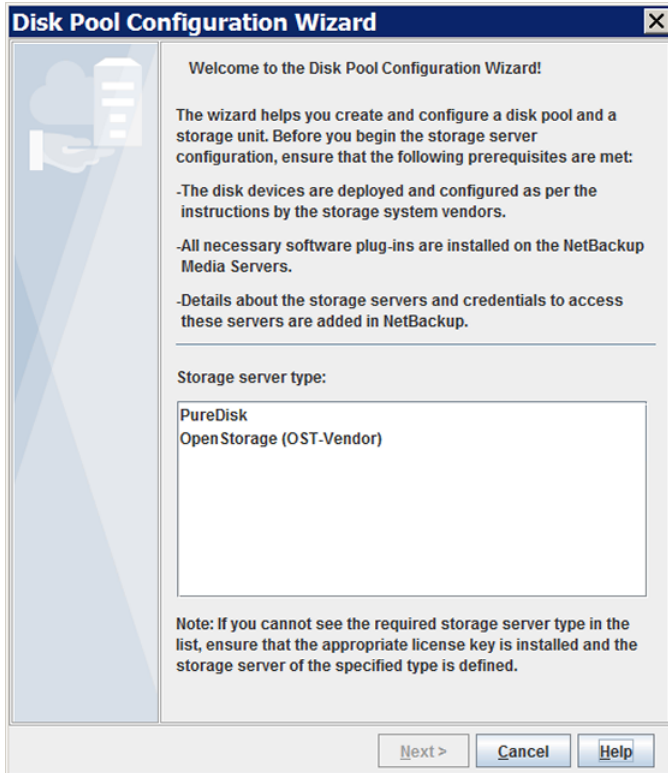 Disk Pool Configuration Wizard
Welcome to the Disk Pool Configuration Wizard!
The wizard helps you create and configure a disk pool and a
storage unit. Before you begin the storage server
configuration, ensure that the following prerequisites are met:
-The disk devices are deployed and configured as per the
instructions by the storage system vendors.
-All necessary software plug-ins are installed on the NetBackup
Media Servers.
-Details about the storage servers and credentials to access
these servers are added in NetBackup.
Storage server type:
PureDisk
OpenStorage (OST-Vendor)
Note: If you cannot see the required storage server type in the
list, ensure that the appropriate license key is installed and the
storage server of the specified type is defined.
Next >
Cancel
Help